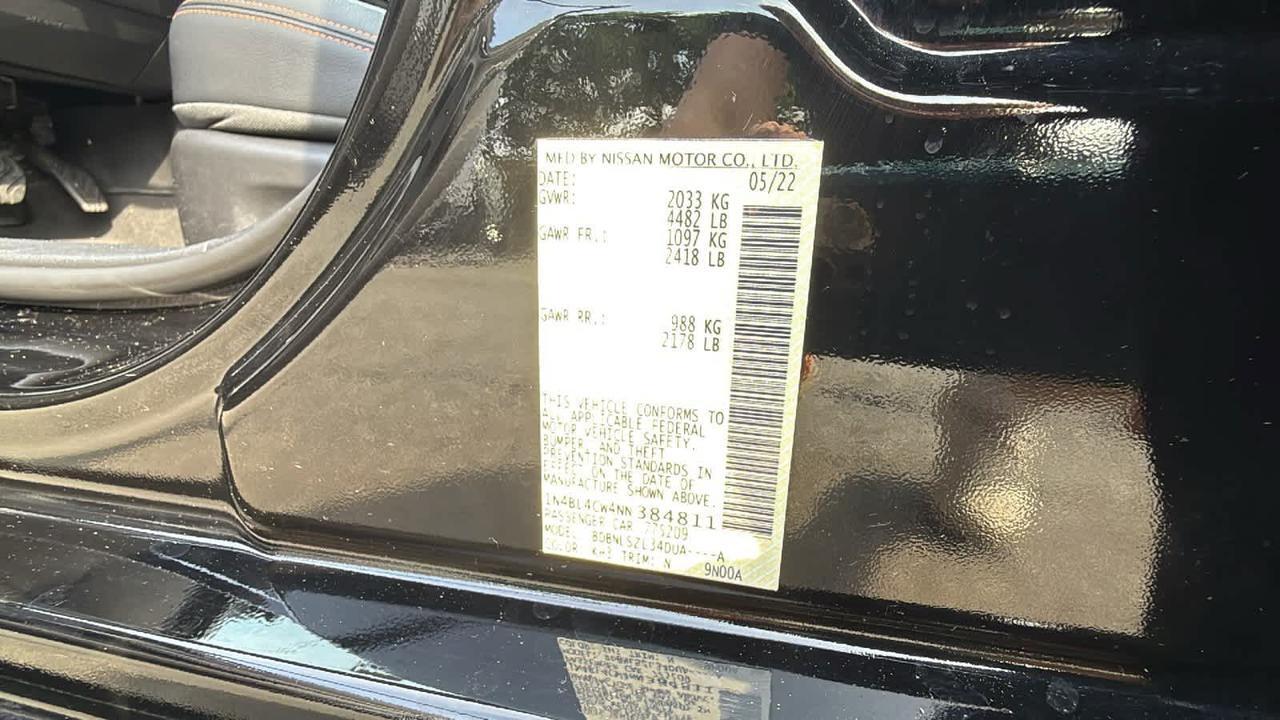 MFD BY NISSAN MOTOR CO., LTD.
DATE: 05/22
GVWR: 2033 KG
4482 LB
GAWR FR.: 1097 KG
2418 LB
GAWR RR.: 988 KG
2178 LB
THIS VEHICLE CONFORMS TO
ALL APPLICABLE FEDERAL
MOTOR VEHICLE SAFETY,
BUMPER, AND THEFT
PREVENTION STANDARDS IN
EFFECT ON THE DATE OF
MANUFACTURE SHOWN ABOVE.
1N4BL4CW4NN384811
PASSENGER CAR
MODEL: BDBNLSZL34DUA----A
COLOR: KH3 TRIM: N 9N00A